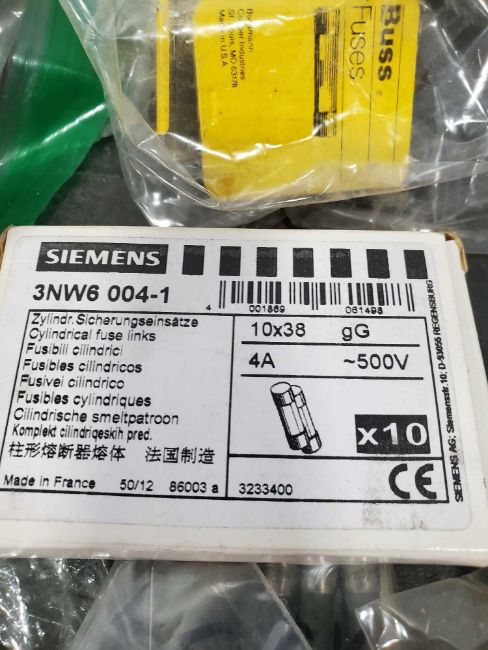 Buss®
Fuses
Bussmann
Cooper Industries
St. Louis, MO 63178
Made in U.S.A.
SIEMENS
3NW6 004-1
4 001869 061498
Zylindr.Sicherungseinsätze
Cylindrical fuse links
Fusibili cilindrici
Fusibles cilindricos
Fusivei cilindrico
Fusibles cylindriques
Cilindrische smeltpatroon
Komplekt cilindriqeskih pred.
柱形熔断器熔体 法国制造
Made in France 50/12 86003 a
10x38 gG
4A ~500V
x10
3233400
CE
SIEMENS AG; Siemensstr.10; D-93055 REGENSBURG